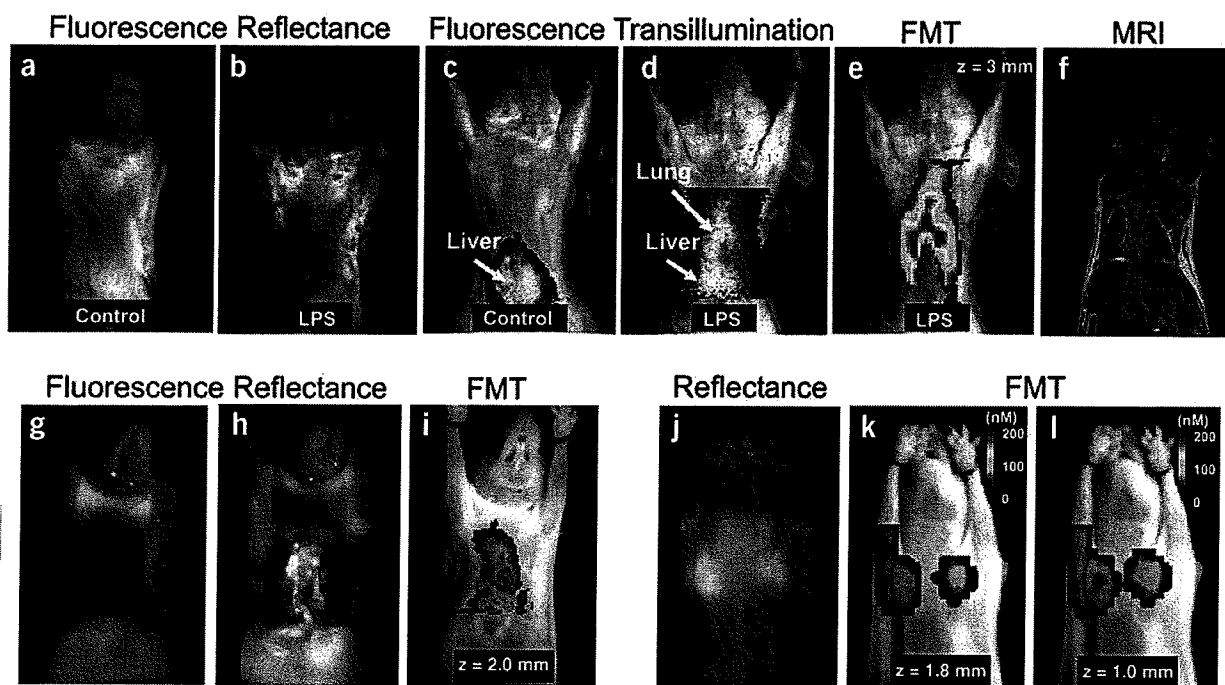 Fluorescence Reflectance
Fluorescence Transillumination
FMT
MRI
a
b
c
d
e
f
z = 3 mm
Lung
Liver
Liver
Control
LPS
Control
LPS
LPS
Fluorescence Reflectance
FMT
Reflectance
FMT
g
h
i
j
k
l
(nM)
200
100
0
(nM)
200
100
0
z = 2.0 mm
z = 1.8 mm
z = 1.0 mm